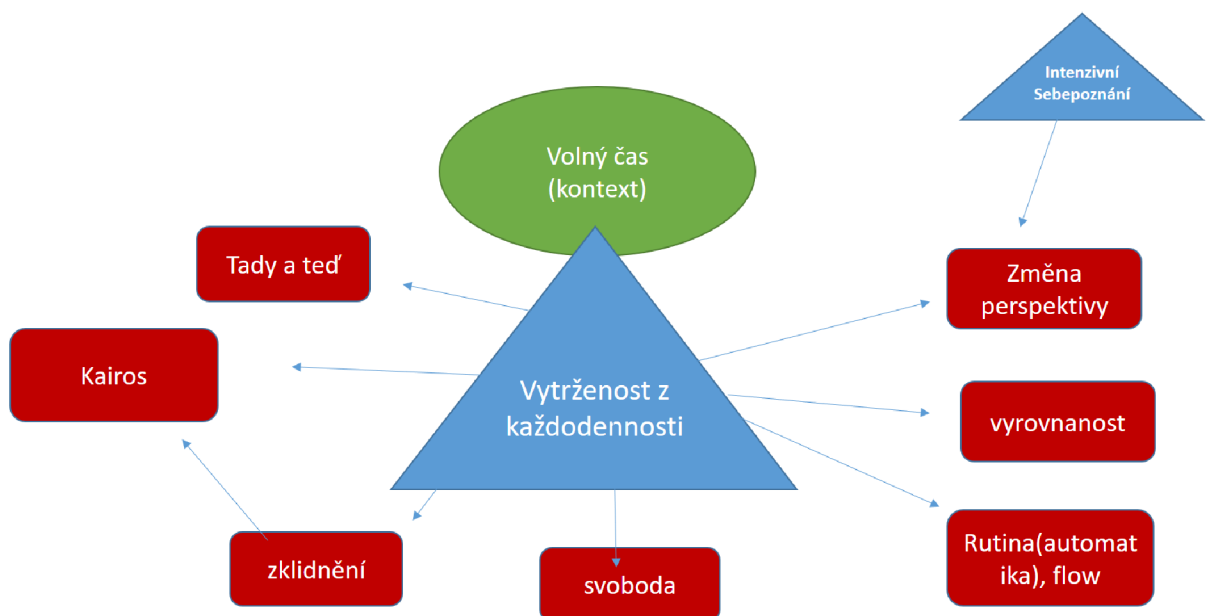 Intenzivní
Sebepoznání
Volný čas
(kontext)
Tady a teď
Změna
perspektivy
Kairos
Vytrženost z
každodennosti
vyrovnanost
Rutina(automat
ika), flow
zklidnění
svoboda